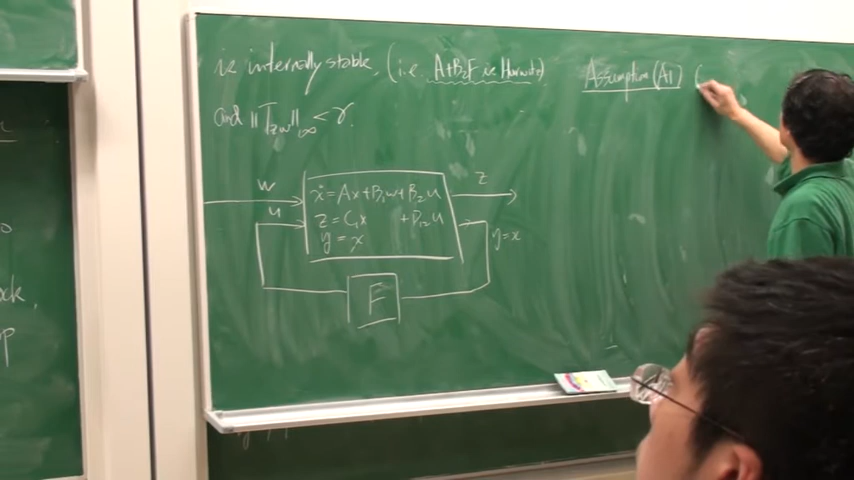 is internally stable, (i.e. A+B₂F is Hurwitz)
and ‖T_zw‖_∞ < γ.
w
u
ẋ = Ax+B₁w+B₂u
z = C₁x +D₁₂u
y = x
z
y=x
F
Assumption (A1) (